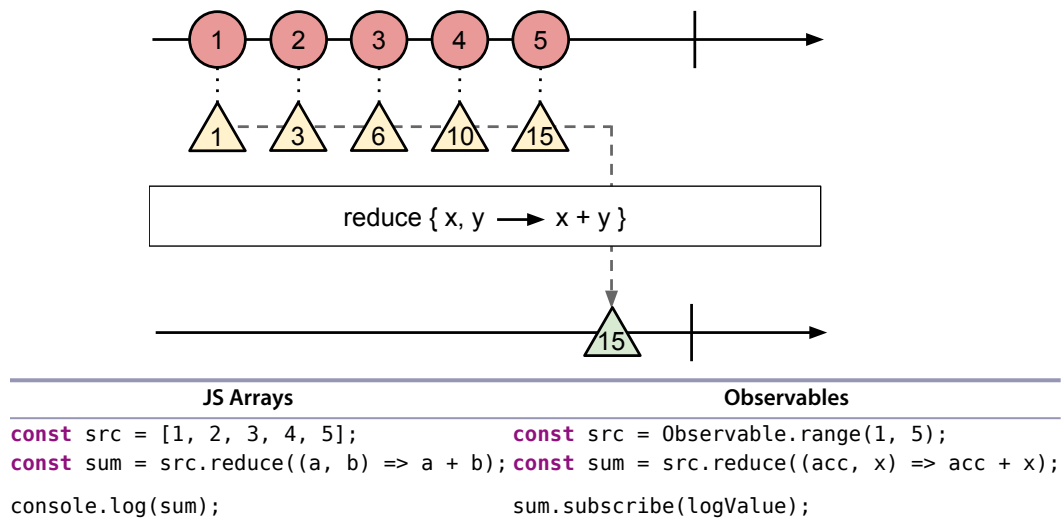 1 2 3 4 5
1 3 6 10 15
reduce { x, y ⟶ x + y }
15
JS Arrays Observables
const src = [1, 2, 3, 4, 5]; const src = Observable.range(1, 5);
const sum = src.reduce((a, b) => a + b); const sum = src.reduce((acc, x) => acc + x);
console.log(sum); sum.subscribe(logValue);